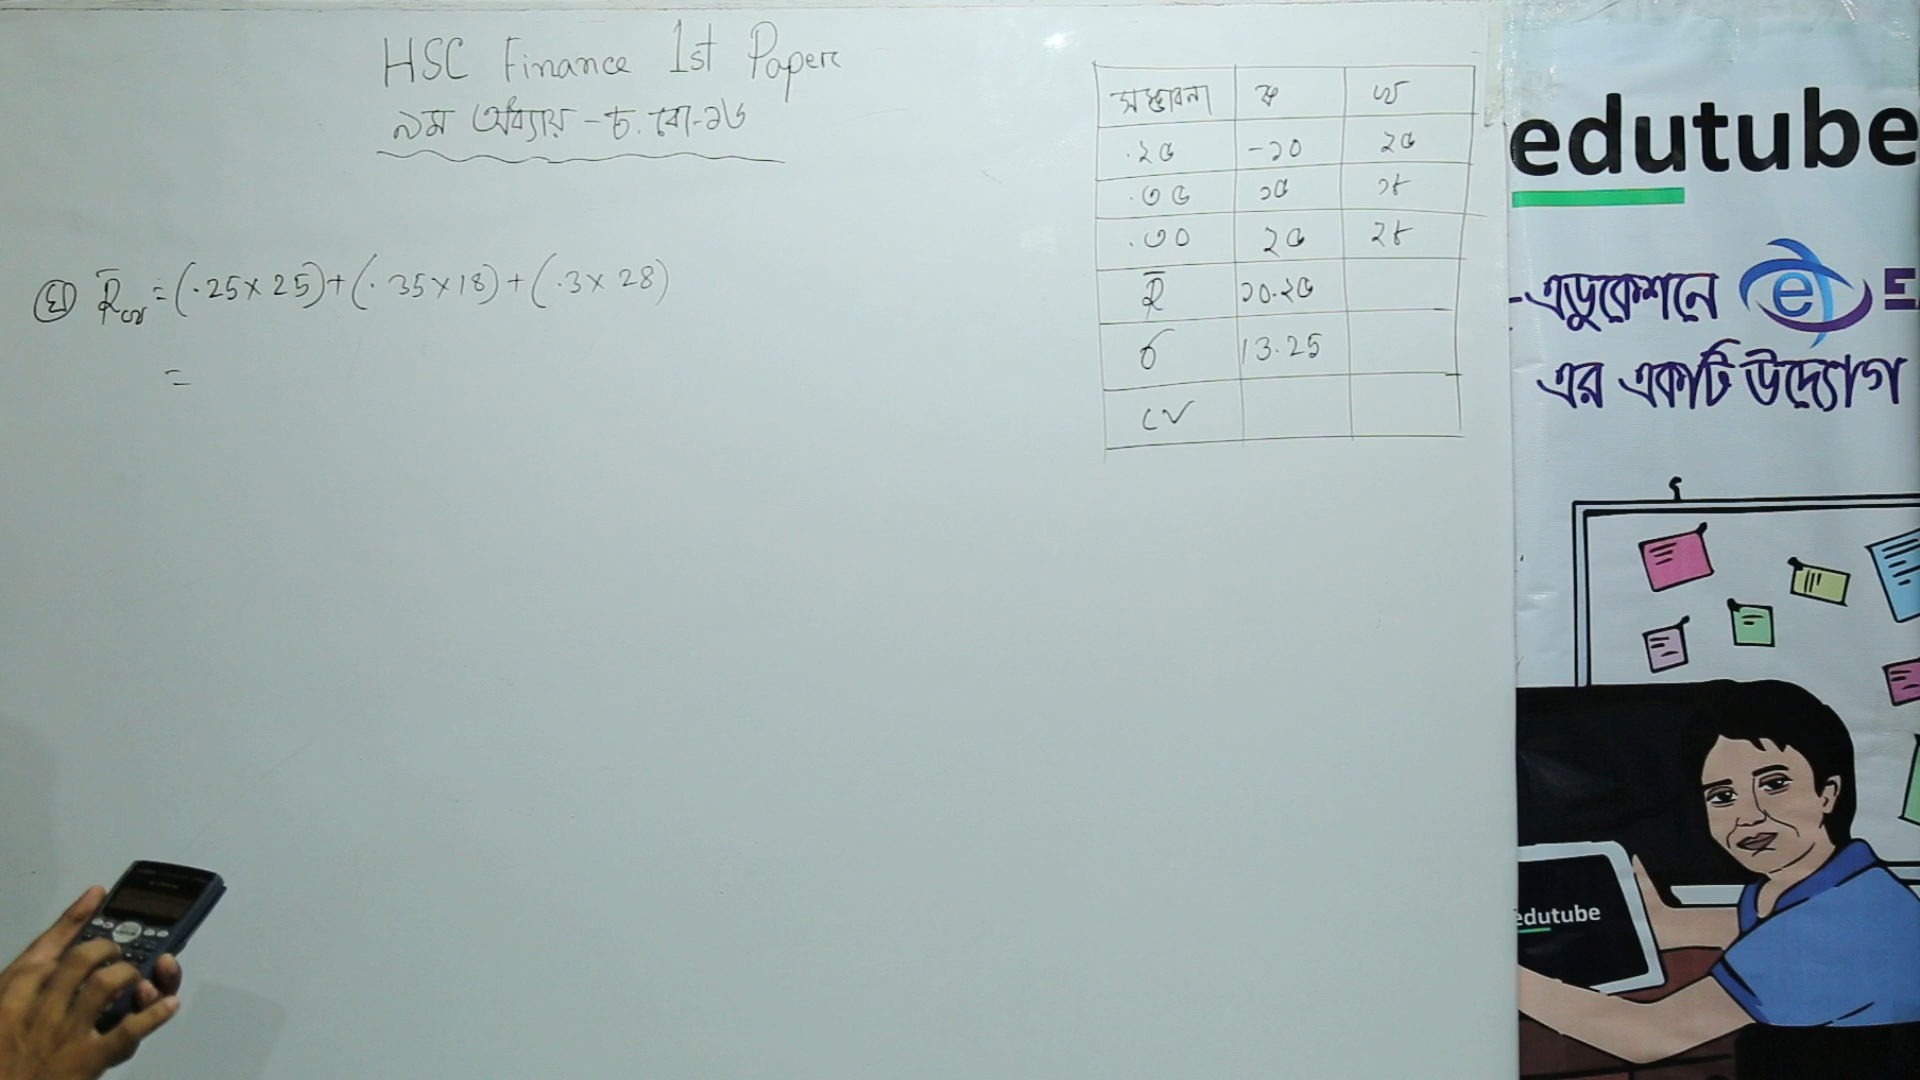 HSC Finance 1st Paper
৯ম অধ্যায় - চ. বো-১৬
ঘ R̄খ = (.25 x 25) + (.35 x 18) + (.3 x 28)
=
সম্ভাবনা ক খ
.২৫ -১০ ২৫
.৩৫ ১৫ ১৮
.৩০ ২৫ ২৮
R̄ ১০.২৫
σ 13.25
CV
edutube
-এডুকেশনে e E
এর একটি উদ্যোগ
edutube